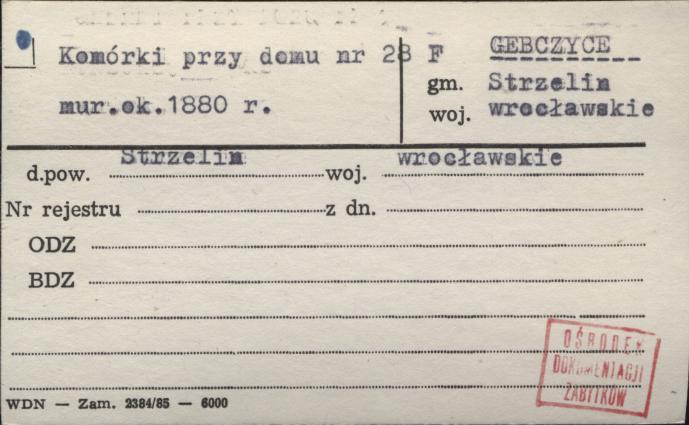 Komórki przy domu nr 28 F
mur.ok.1880 r.
GEBCZYCE
gm. Strzelin
woj. wrocławskie
d.pow. Strzelin woj. wrocławskie
Nr rejestru z dn.
ODZ
BDZ
OŚRODEK
DOKUMENTACJI
ZABYTKÓW
WDN — Zam. 2384/85 — 6000